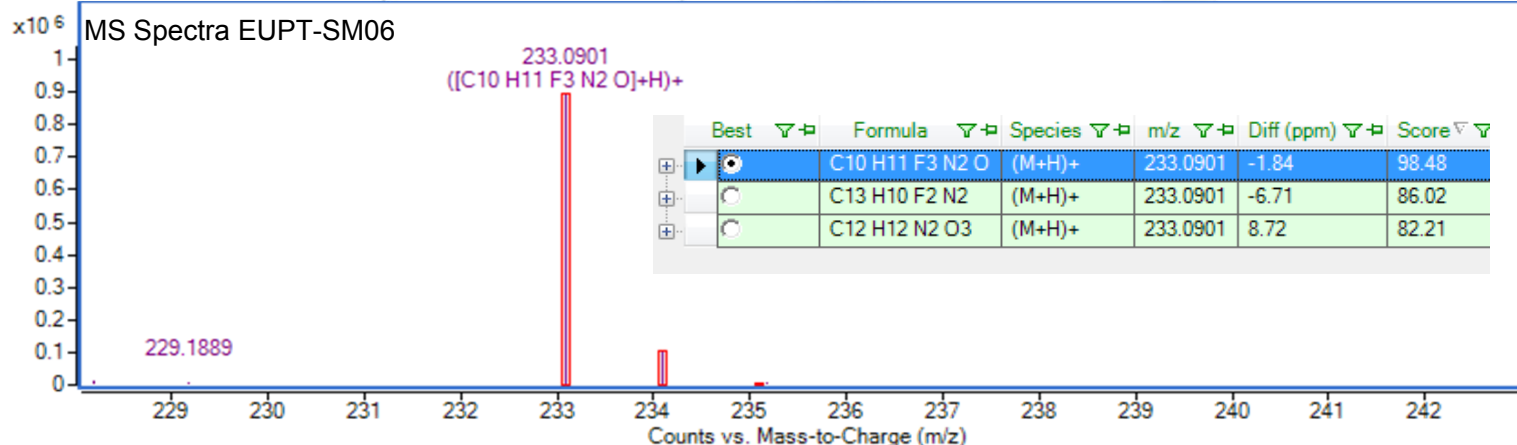 x10 6
MS Spectra EUPT-SM06
233.0901
([C10 H11 F3 N2 O]+H)+
229.1889
1
0.9
0.8
0.7
0.6
0.5
0.4
0.3
0.2
0.1
0
Best Formula Species m/z Diff (ppm) Score
C10 H11 F3 N2 O (M+H)+ 233.0901 -1.84 98.48
C13 H10 F2 N2 (M+H)+ 233.0901 -6.71 86.02
C12 H12 N2 O3 (M+H)+ 233.0901 8.72 82.21
229 230 231 232 233 234 235 236 237 238 239 240 241 242
Counts vs. Mass-to-Charge (m/z)